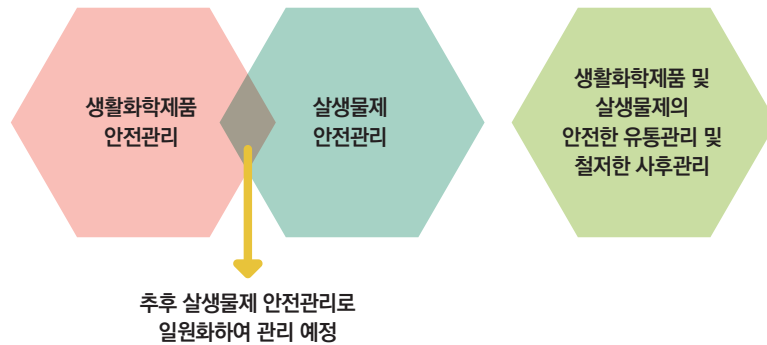 생활화학제품
안전관리
살생물제
안전관리
생활화학제품 및
살생물제의
안전한 유통관리 및
철저한 사후관리
추후 살생물제 안전관리로
일원화하여 관리 예정